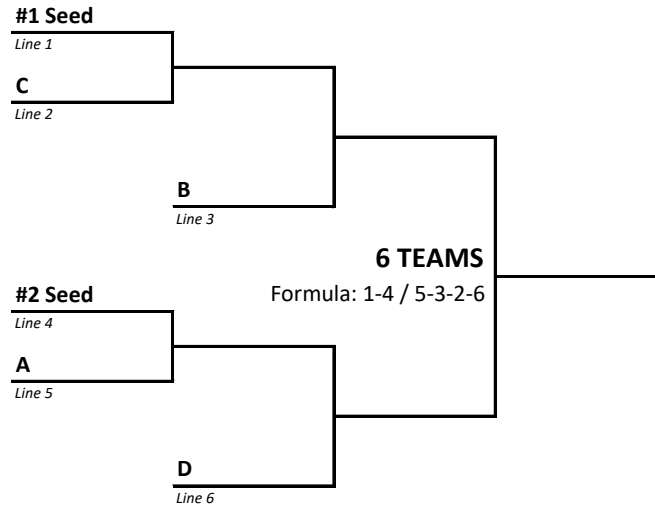 #1 Seed
Line 1
C
Line 2
B
Line 3
6 TEAMS
Formula: 1-4 / 5-3-2-6
#2 Seed
Line 4
A
Line 5
D
Line 6